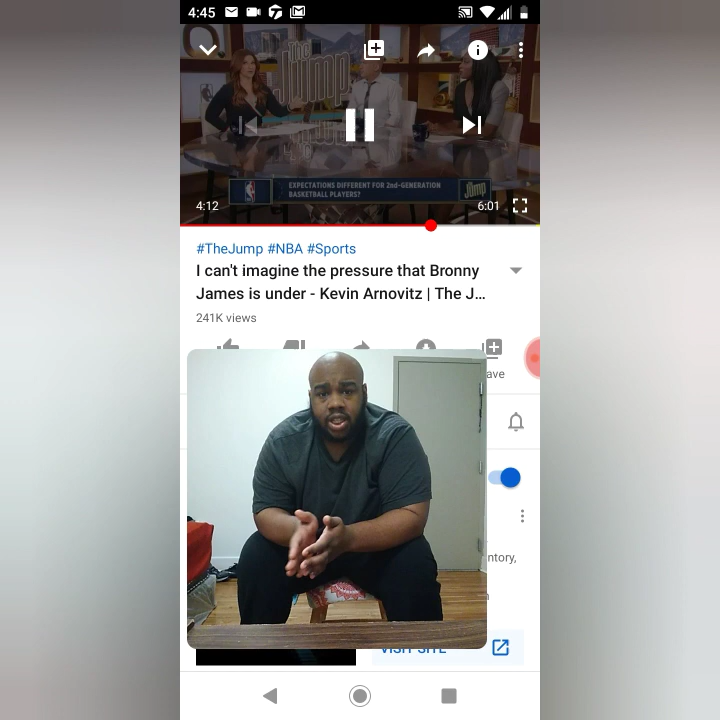 4:45
The
Jump
EXPECTATIONS DIFFERENT FOR 2nd-GENERATION
BASKETBALL PLAYERS?
Jump
4:12
6:01
#TheJump #NBA #Sports
I can't imagine the pressure that Bronny
James is under - Kevin Arnovitz | The J...
241K views
ave
ntory,
VISIT SITE